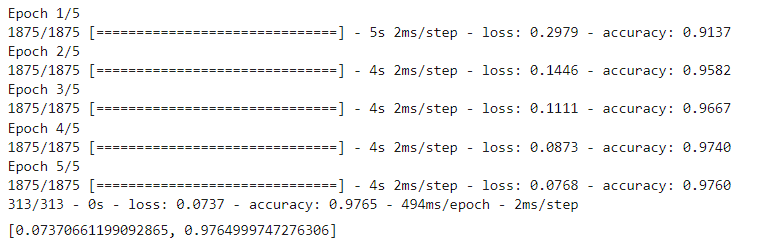 Epoch 1/5
1875/1875 [==============================] - 5s 2ms/step - loss: 0.2979 - accuracy: 0.9137
Epoch 2/5
1875/1875 [==============================] - 4s 2ms/step - loss: 0.1446 - accuracy: 0.9582
Epoch 3/5
1875/1875 [==============================] - 4s 2ms/step - loss: 0.1111 - accuracy: 0.9667
Epoch 4/5
1875/1875 [==============================] - 4s 2ms/step - loss: 0.0873 - accuracy: 0.9740
Epoch 5/5
1875/1875 [==============================] - 4s 2ms/step - loss: 0.0768 - accuracy: 0.9760
313/313 - 0s - loss: 0.0737 - accuracy: 0.9765 - 494ms/epoch - 2ms/step
[0.07370661199092865, 0.9764999747276306]